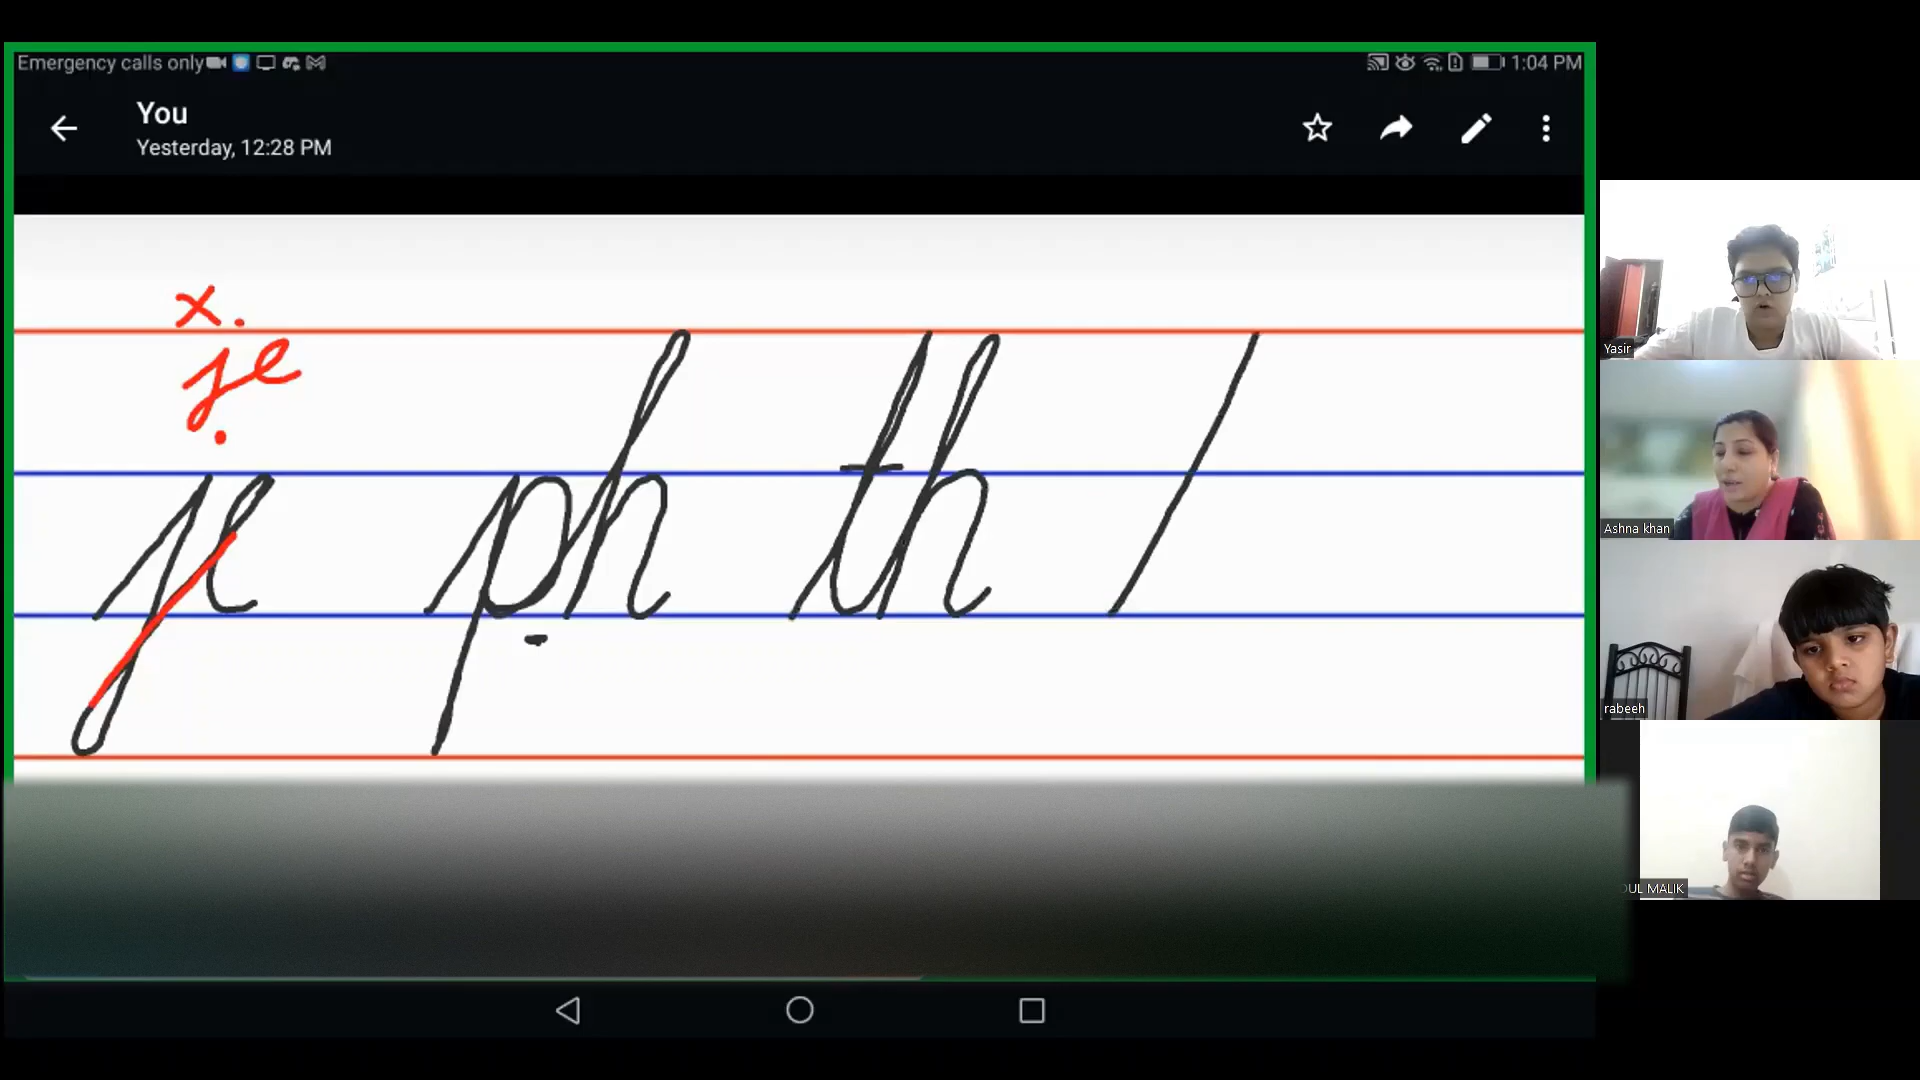 Emergency calls only 1:04 PM
You
Yesterday, 12:28 PM
x.
je
je ph th /
Yasir
Ashna khan
rabeeh
DUL MALIK